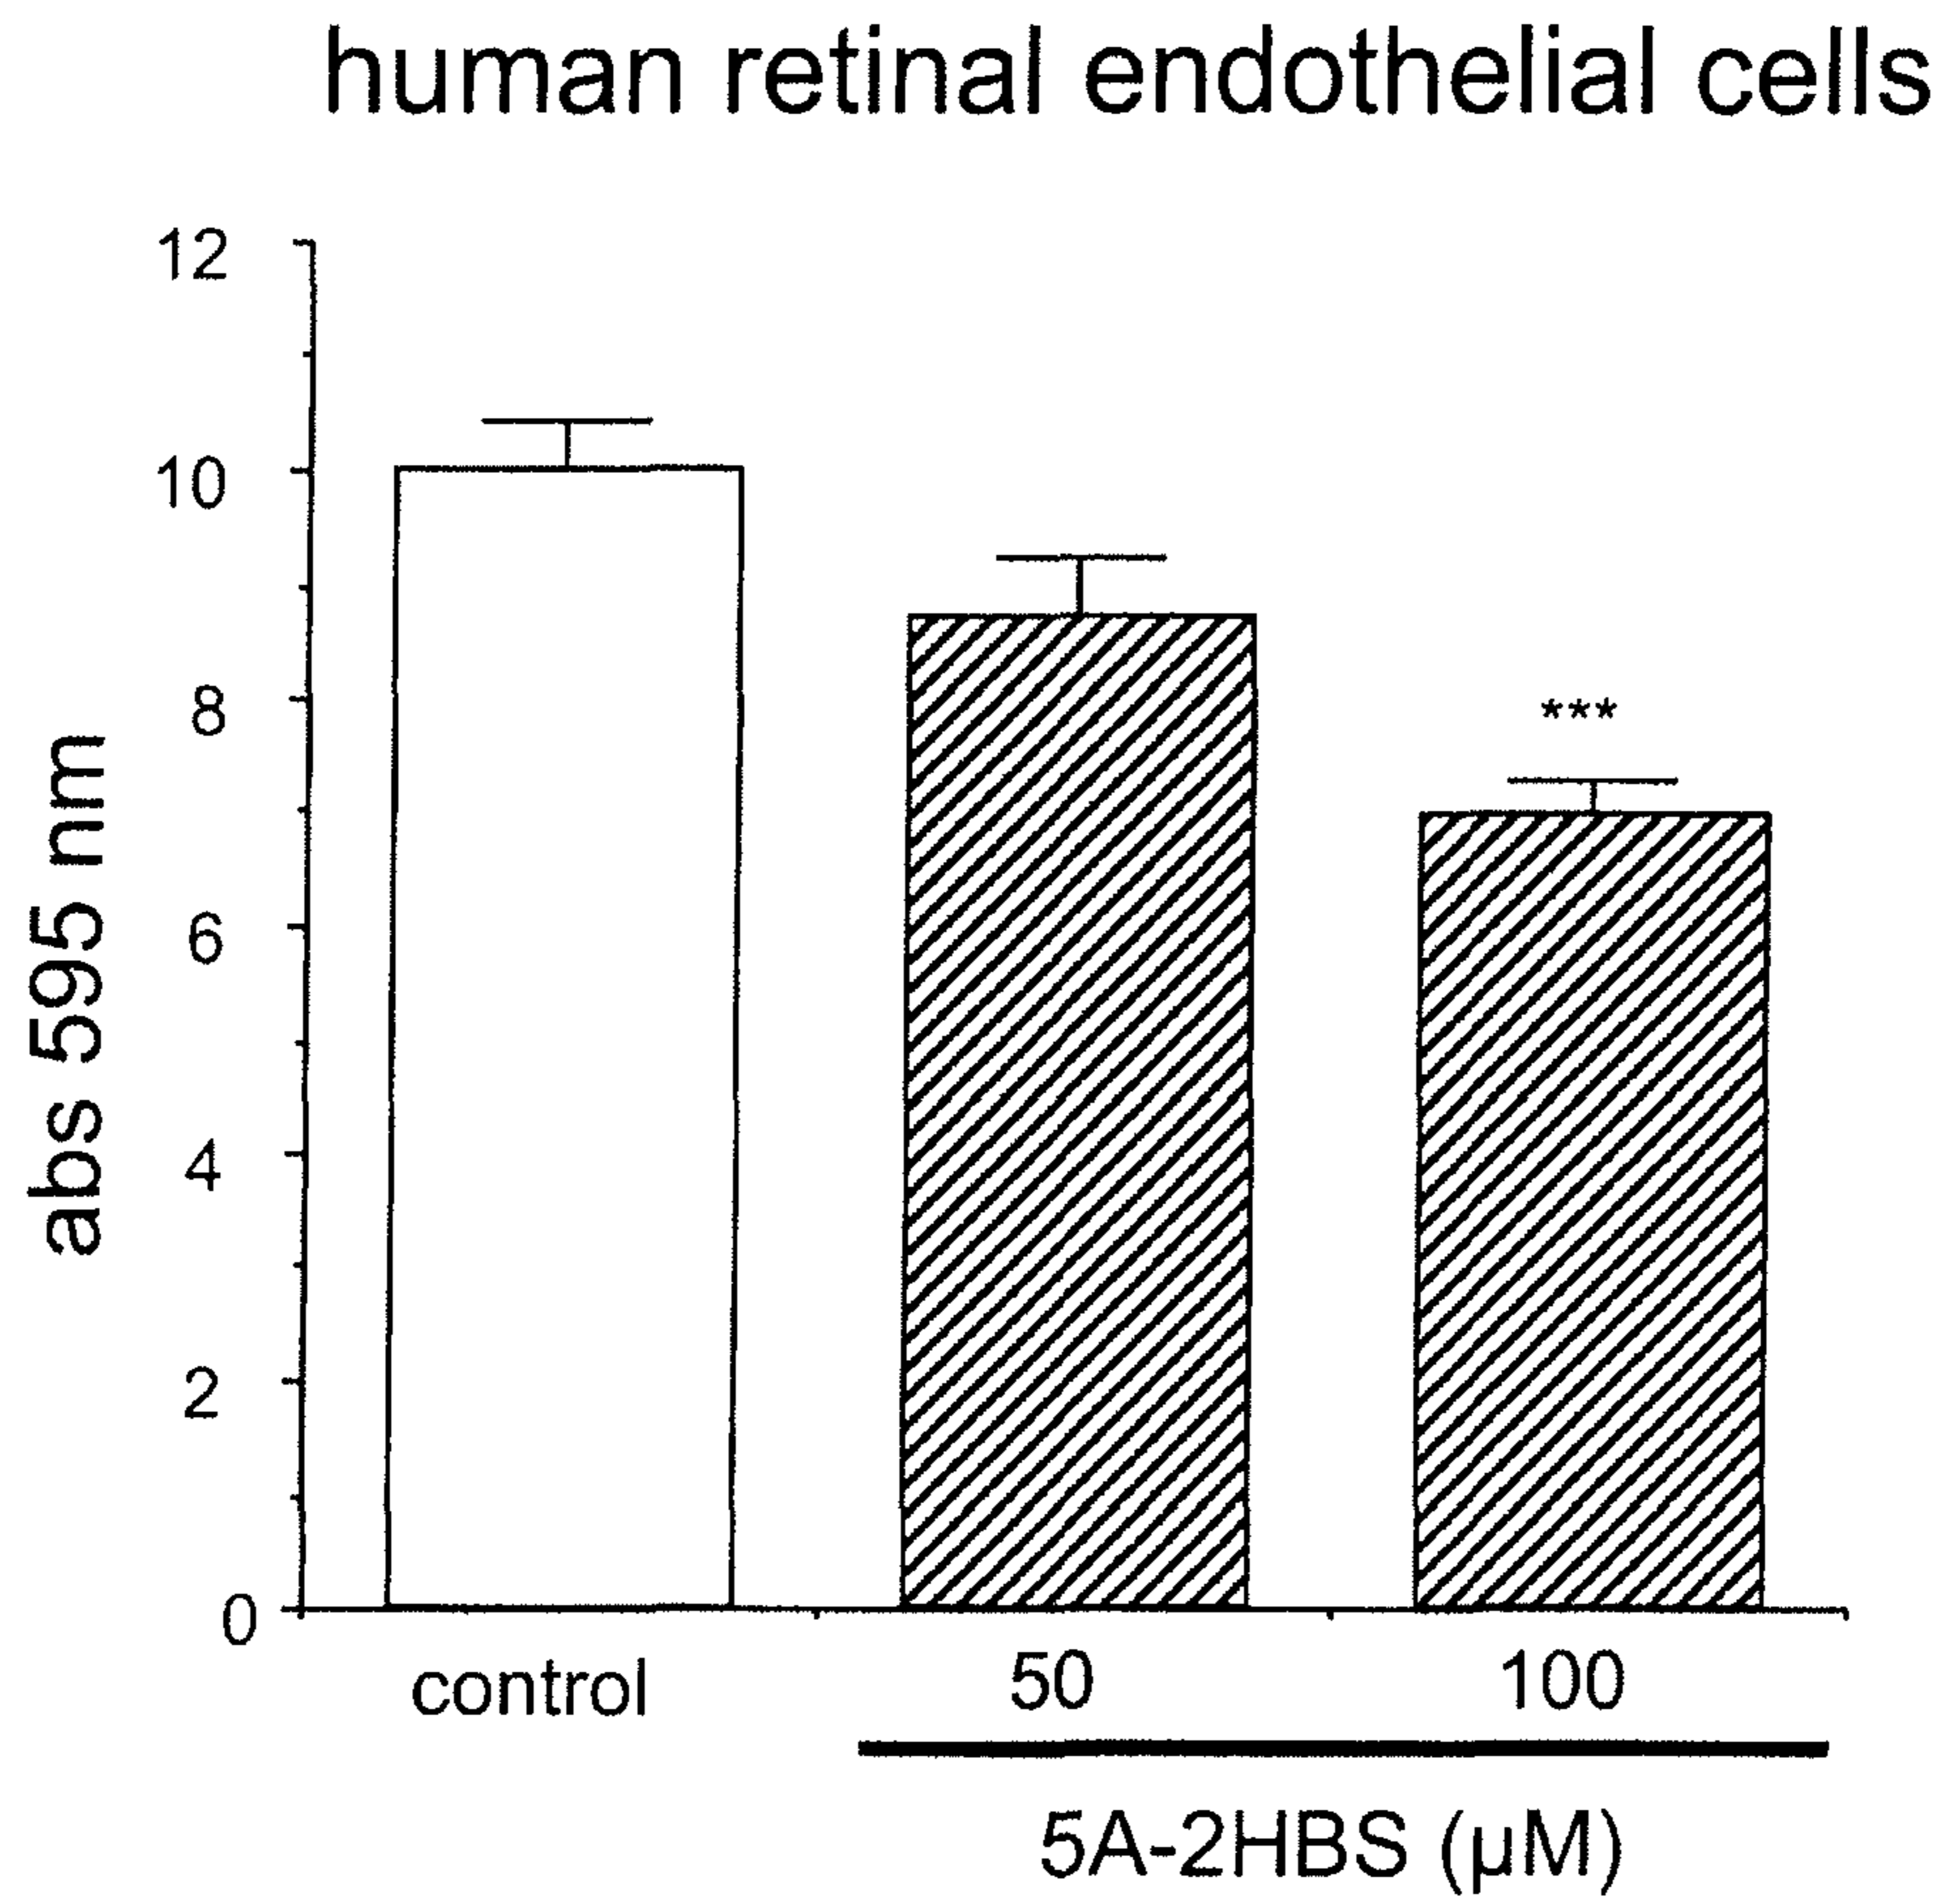 human retinal endothelial cells
12
10
8
6
4
2
0
abs 595 nm
***
control
50
100
5A-2HBS (µM)